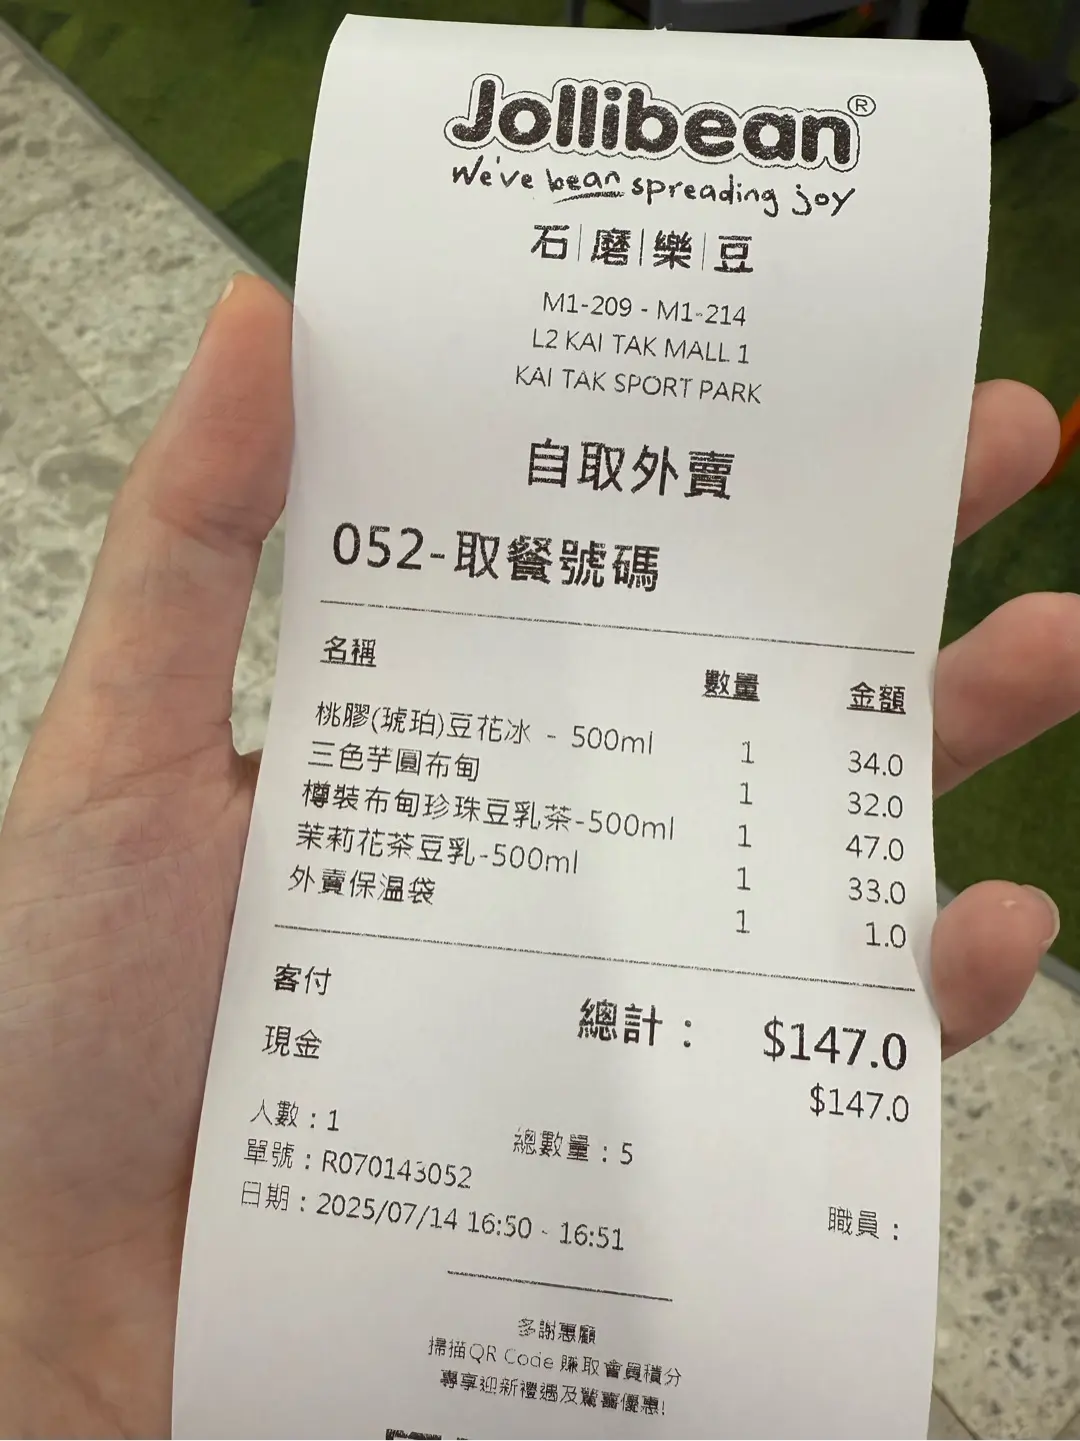 Jollibean®
We've bean spreading joy
石|磨|樂|豆
M1-209 - M1-214
L2 KAI TAK MALL 1
KAI TAK SPORT PARK
自取外賣
052-取餐號碼
名稱 數量 金額
桃膠(琥珀)豆花冰 - 500ml 1 34.0
三色芋圓布甸 1 32.0
樽裝布甸珍珠豆乳茶-500ml 1 47.0
茉莉花茶豆乳-500ml 1 33.0
外賣保溫袋 1 1.0
客付 總計: $147.0
現金 $147.0
人數:1 總數量:5
單號:R070143052
日期:2025/07/14 16:50 - 16:51 職員:
多謝惠顧
掃描QR Code 賺取會員積分
專享迎新禮遇及驚喜優惠!